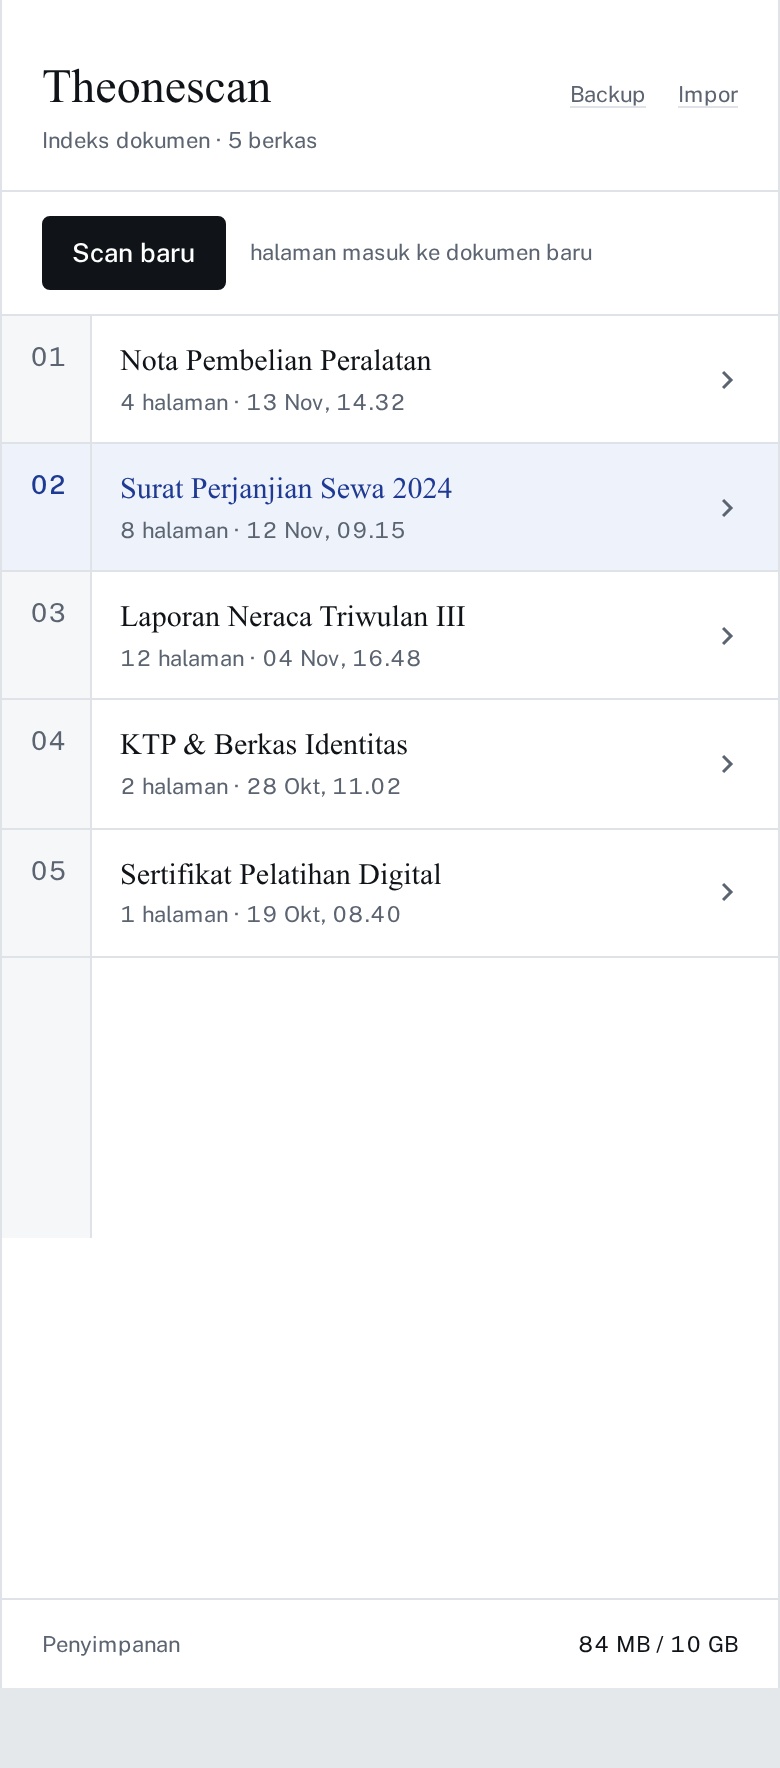 Theonescan
Backup Impor
Indeks dokumen · 5 berkas
Scan baru halaman masuk ke dokumen baru
01 Nota Pembelian Peralatan
4 halaman · 13 Nov, 14.32
02 Surat Perjanjian Sewa 2024
8 halaman · 12 Nov, 09.15
03 Laporan Neraca Triwulan III
12 halaman · 04 Nov, 16.48
04 KTP & Berkas Identitas
2 halaman · 28 Okt, 11.02
05 Sertifikat Pelatihan Digital
1 halaman · 19 Okt, 08.40
Penyimpanan 84 MB / 10 GB